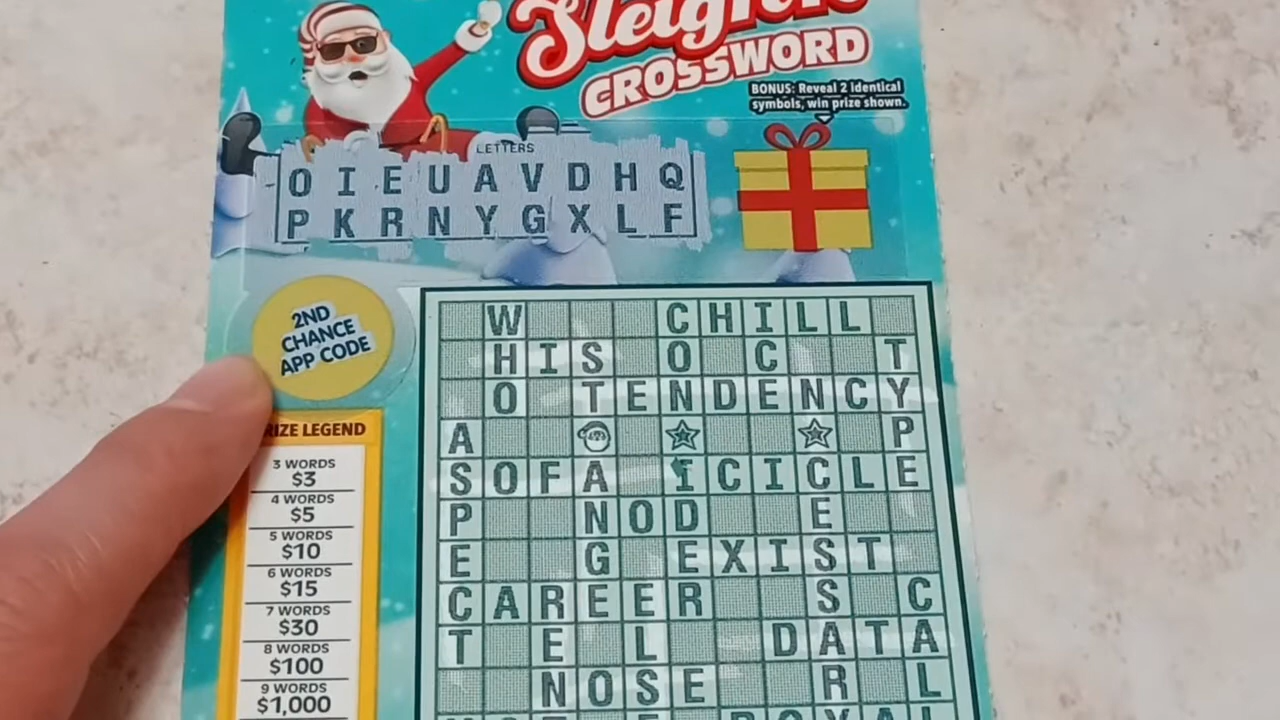 CROSSWORD
BONUS: Reveal 2 identical
symbols, win prize shown.
LETTERS
O I E U A V D H Q
P K R N Y G X L F
2ND
CHANCE
APP CODE
RIZE LEGEND
3 WORDS
$3
4 WORDS
$5
5 WORDS
$10
6 WORDS
$15
7 WORDS
$30
8 WORDS
$100
9 WORDS
$1,000
W C H I L L
H I S O C T
O T E N D E N C Y
A P
S O F A I C I C L E
P N O D E
E G E X I S T
C A R E E R S C
T E L D A T A
N O S E R L
R O Y A L